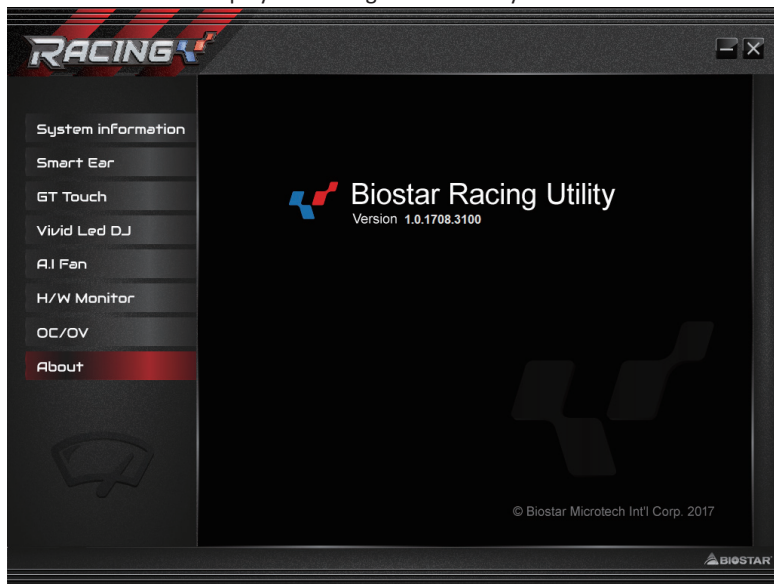 RACING
System information
Smart Ear
GT Touch
Vivid Led DJ
A.I Fan
H/W Monitor
OC/OV
About
Biostar Racing Utility
Version 1.0.1708.3100
© Biostar Microtech Int'l Corp. 2017
BIOSTAR